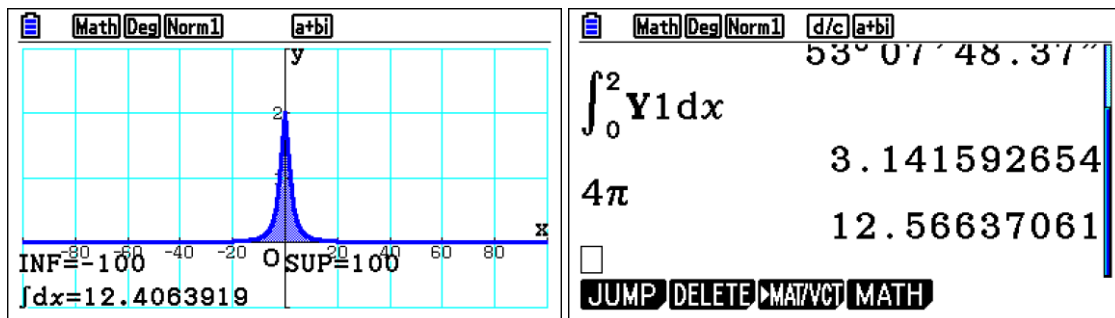 Math Deg Norm1 a+bi
y
2
x
-80 -60 -40 -20 O 20 40 60 80
INF=-100 SUP=100
∫dx=12.4063919
Math Deg Norm1 d/c a+bi
53°07'48.37"
∫₀²Y1dx
3.141592654
4π
12.56637061
JUMP DELETE ▶MAT/VCT MATH